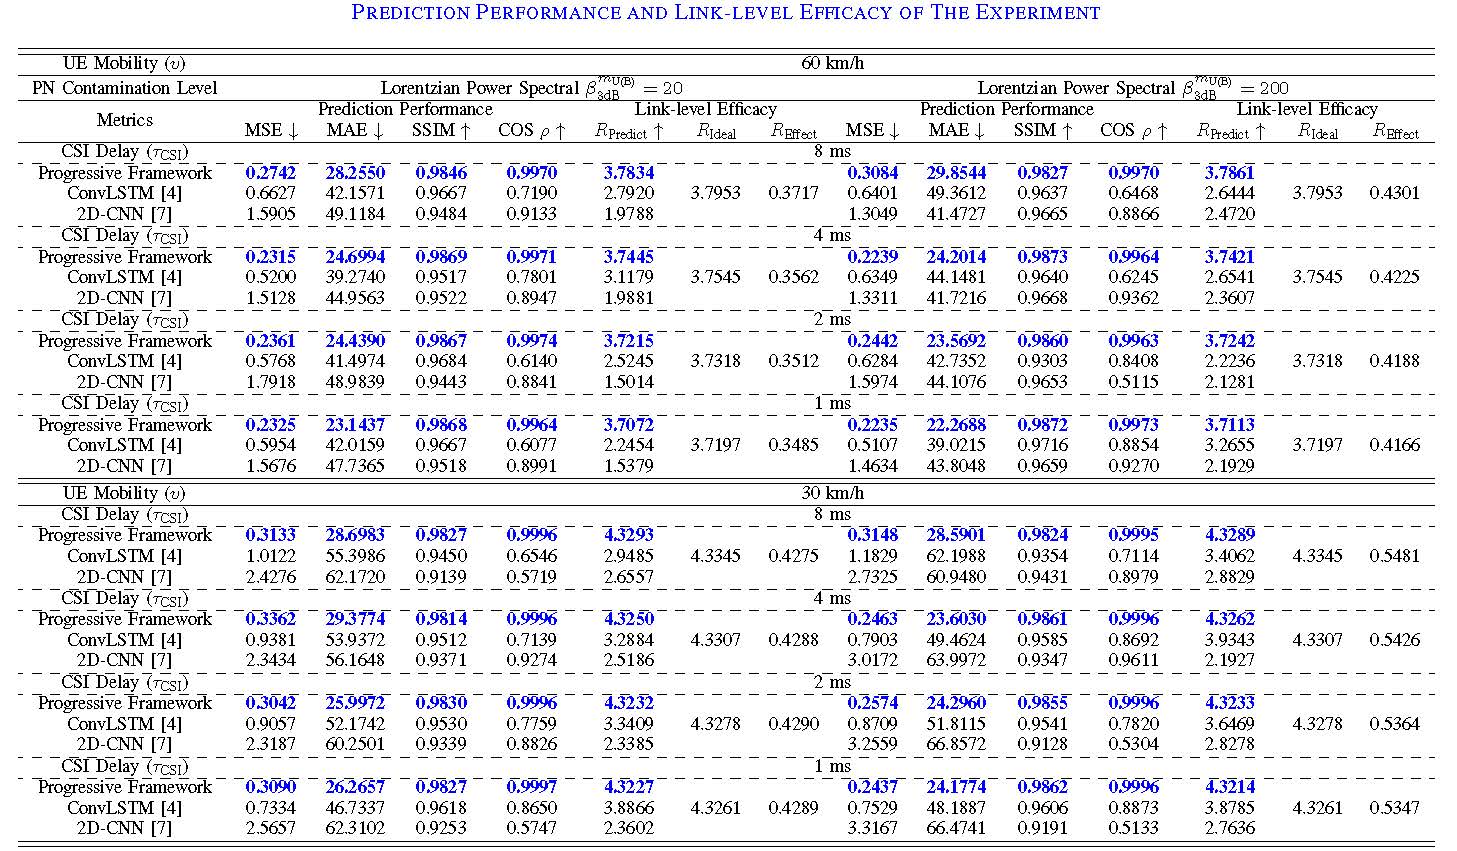 PREDICTION PERFORMANCE AND LINK-LEVEL EFFICACY OF THE EXPERIMENT
UE Mobility (υ) 60 km/h
PN Contamination Level Lorentzian Power Spectral β_{3dB}^{m_{U(B)}} = 20 Lorentzian Power Spectral β_{3dB}^{m_{U(B)}} = 200
Metrics Prediction Performance Link-level Efficacy Prediction Performance Link-level Efficacy
MSE ↓ MAE ↓ SSIM ↑ COS ρ ↑ R_{Predict} ↑ R_{Ideal} R_{Effect} MSE ↓ MAE ↓ SSIM ↑ COS ρ ↑ R_{Predict} ↑ R_{Ideal} R_{Effect}
CSI Delay (τ_{CSI}) 8 ms
Progressive Framework 0.2742 28.2550 0.9846 0.9970 3.7834 0.3084 29.8544 0.9827 0.9970 3.7861
ConvLSTM [4] 0.6627 42.1571 0.9667 0.7190 2.7920 3.7953 0.3717 0.6401 49.3612 0.9637 0.6468 2.6444 3.7953 0.4301
2D-CNN [7] 1.5905 49.1184 0.9484 0.9133 1.9788 1.3049 41.4727 0.9665 0.8866 2.4720
CSI Delay (τ_{CSI}) 4 ms
Progressive Framework 0.2315 24.6994 0.9869 0.9971 3.7445 0.2239 24.2014 0.9873 0.9964 3.7421
ConvLSTM [4] 0.5200 39.2740 0.9517 0.7801 3.1179 3.7545 0.3562 0.6349 44.1481 0.9640 0.6245 2.6541 3.7545 0.4225
2D-CNN [7] 1.5128 44.9563 0.9522 0.8947 1.9881 1.3311 41.7216 0.9668 0.9362 2.3607
CSI Delay (τ_{CSI}) 2 ms
Progressive Framework 0.2361 24.4390 0.9867 0.9974 3.7215 0.2442 23.5692 0.9860 0.9963 3.7242
ConvLSTM [4] 0.5768 41.4974 0.9684 0.6140 2.5245 3.7318 0.3512 0.6284 42.7352 0.9303 0.8408 2.2236 3.7318 0.4188
2D-CNN [7] 1.7918 48.9839 0.9443 0.8841 1.5014 1.5974 44.1076 0.9653 0.5115 2.1281
CSI Delay (τ_{CSI}) 1 ms
Progressive Framework 0.2325 23.1437 0.9868 0.9964 3.7072 0.2235 22.2688 0.9872 0.9973 3.7113
ConvLSTM [4] 0.5954 42.0159 0.9667 0.6077 2.2454 3.7197 0.3485 0.5107 39.0215 0.9716 0.8854 3.2655 3.7197 0.4166
2D-CNN [7] 1.5676 47.7365 0.9518 0.8991 1.5379 1.4634 43.8048 0.9659 0.9270 2.1929
UE Mobility (υ) 30 km/h
CSI Delay (τ_{CSI}) 8 ms
Progressive Framework 0.3133 28.6983 0.9827 0.9996 4.3293 0.3148 28.5901 0.9824 0.9995 4.3289
ConvLSTM [4] 1.0122 55.3986 0.9450 0.6546 2.9485 4.3345 0.4275 1.1829 62.1988 0.9354 0.7114 3.4062 4.3345 0.5481
2D-CNN [7] 2.4276 62.1720 0.9139 0.5719 2.6557 2.7325 60.9480 0.9431 0.8979 2.8829
CSI Delay (τ_{CSI}) 4 ms
Progressive Framework 0.3362 29.3774 0.9814 0.9996 4.3250 0.2463 23.6030 0.9861 0.9996 4.3262
ConvLSTM [4] 0.9381 53.9372 0.9512 0.7139 3.2884 4.3307 0.4288 0.7903 49.4624 0.9585 0.8692 3.9343 4.3307 0.5426
2D-CNN [7] 2.3434 56.1648 0.9371 0.9274 2.5186 3.0172 63.9972 0.9347 0.9611 2.1927
CSI Delay (τ_{CSI}) 2 ms
Progressive Framework 0.3042 25.9972 0.9830 0.9996 4.3232 0.2574 24.2960 0.9855 0.9996 4.3233
ConvLSTM [4] 0.9057 52.1742 0.9530 0.7759 3.3409 4.3278 0.4290 0.8709 51.8115 0.9541 0.7820 3.6469 4.3278 0.5364
2D-CNN [7] 2.3187 60.2501 0.9339 0.8826 2.3385 3.2559 66.8572 0.9128 0.5304 2.8278
CSI Delay (τ_{CSI}) 1 ms
Progressive Framework 0.3090 26.2657 0.9827 0.9997 4.3227 0.2437 24.1774 0.9862 0.9996 4.3214
ConvLSTM [4] 0.7334 46.7337 0.9618 0.8650 3.8866 4.3261 0.4289 0.7529 48.1887 0.9606 0.8873 3.8785 4.3261 0.5347
2D-CNN [7] 2.5657 62.3102 0.9253 0.5747 2.3602 3.3167 66.4741 0.9191 0.5133 2.7636